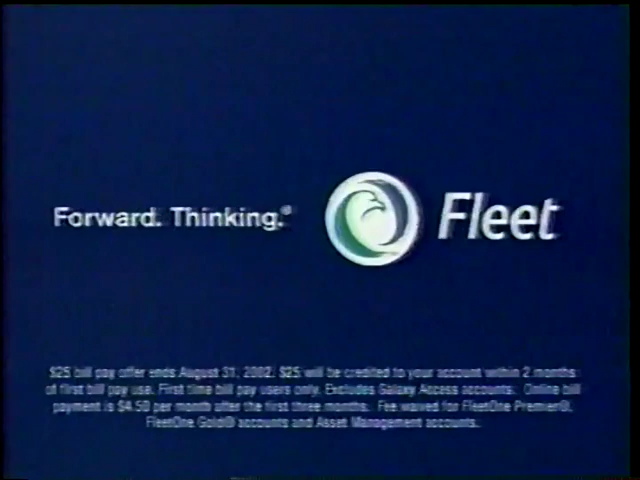 Forward. Thinking.® Fleet
$25 bill pay offer ends August 31, 2002. $25 will be credited to your account within 2 months
of first bill pay use. First time bill pay users only. Excludes Galaxy Access accounts. Online bill
payment is $4.50 per month after the first three months. Fee waived for FleetOne Premier®,
FleetOne Gold® accounts and Asset Management accounts.